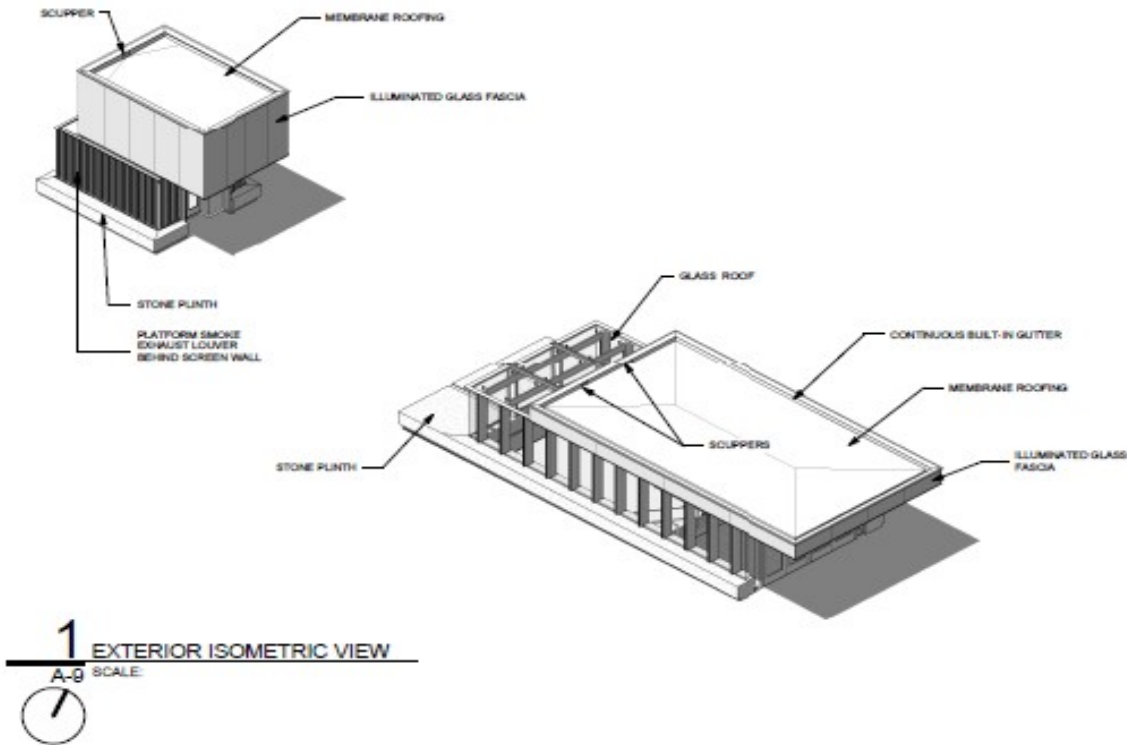 SCUPPER
MEMBRANE ROOFING
ILLUMINATED GLASS FASCIA
STONE PLINTH
PLATFORM SMOKE
EXHAUST LOUVER
BEHIND SCREEN WALL
GLASS ROOF
CONTINUOUS BUILT-IN GUTTER
MEMBRANE ROOFING
SCUPPERS
ILLUMINATED GLASS
FASCIA
STONE PLINTH
1 EXTERIOR ISOMETRIC VIEW
A-9 SCALE: